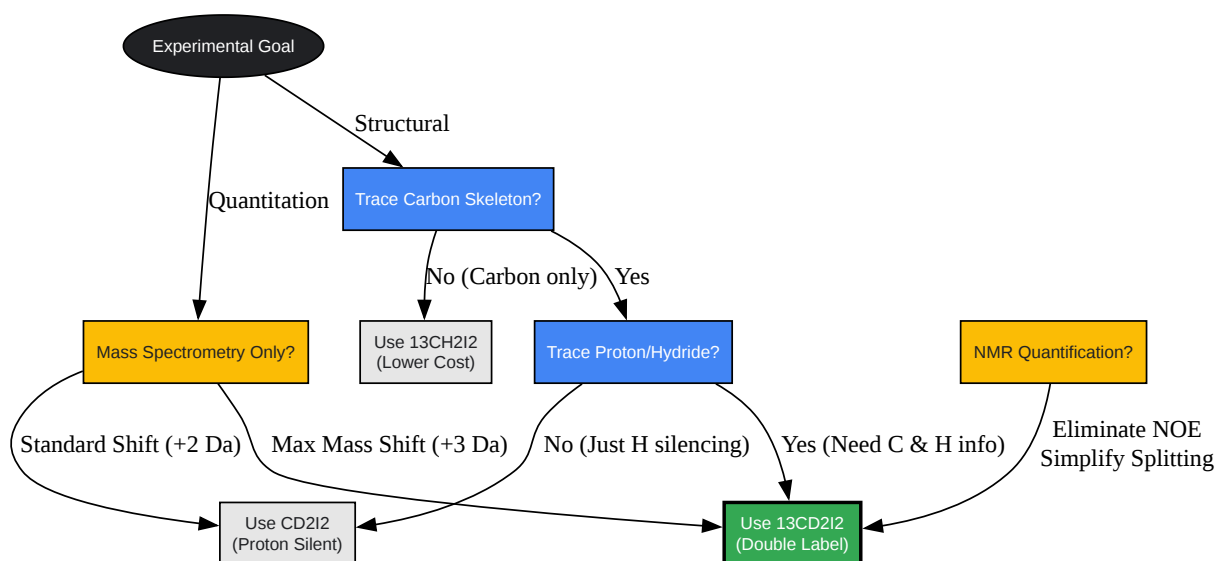 Experimental Goal
Structural
Trace Carbon Skeleton?
Quantitation
No (Carbon only)
Yes
Mass Spectrometry Only?
Use 13CH2I2
(Lower Cost)
Trace Proton/Hydride?
NMR Quantification?
Standard Shift (+2 Da)
Max Mass Shift (+3 Da)
No (Just H silencing)
Yes (Need C & H info)
Eliminate NOE
Simplify Splitting
Use CD2I2
(Proton Silent)
Use 13CD2I2
(Double Label)